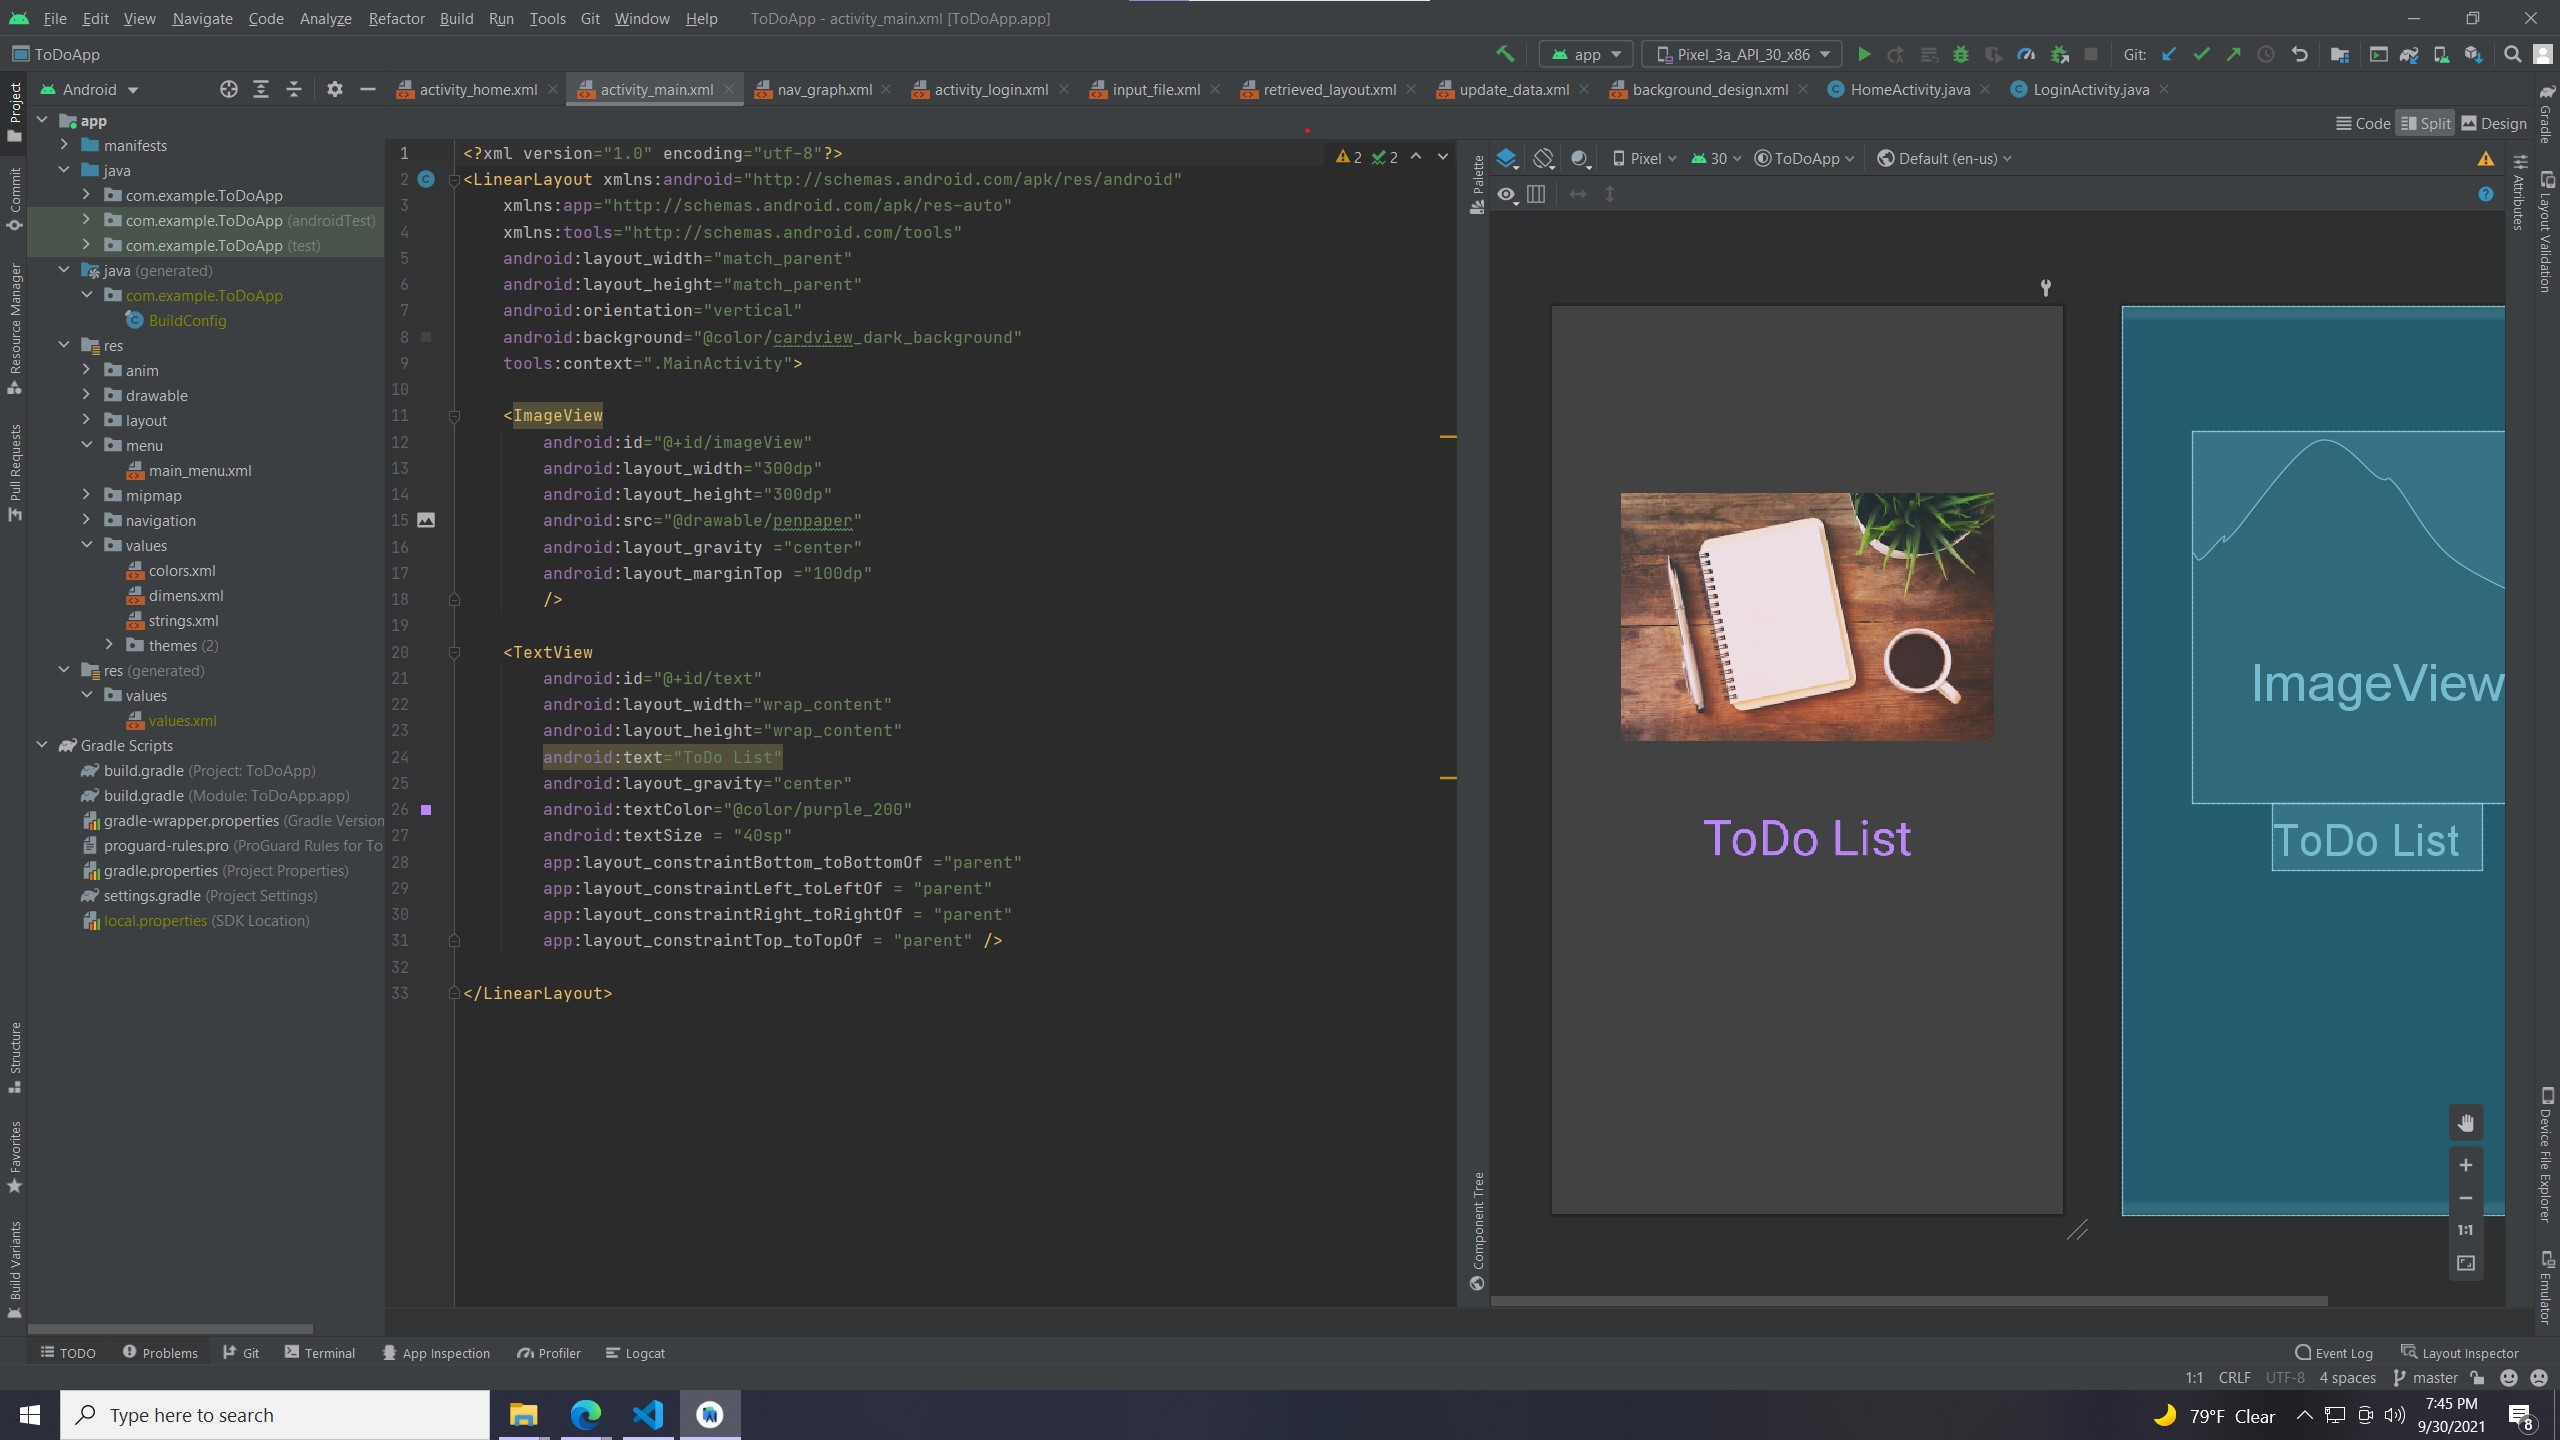 File Edit View Navigate Code Analyze Refactor Build Run Tools Git Window Help ToDoApp - activity_main.xml [ToDoApp.app]
ToDoApp app Pixel_3a_API_30_x86 Git:
Android activity_home.xml activity_main.xml nav_graph.xml activity_login.xml input_file.xml retrieved_layout.xml update_data.xml background_design.xml HomeActivity.java LoginActivity.java
Code Split Design
Project
Commit
Resource Manager
Pull Requests
Structure
Favorites
Build Variants
app
manifests
java
com.example.ToDoApp
com.example.ToDoApp (androidTest)
com.example.ToDoApp (test)
java (generated)
com.example.ToDoApp
BuildConfig
res
anim
drawable
layout
menu
main_menu.xml
mipmap
navigation
values
colors.xml
dimens.xml
strings.xml
themes (2)
res (generated)
values
values.xml
Gradle Scripts
build.gradle (Project: ToDoApp)
build.gradle (Module: ToDoApp.app)
gradle-wrapper.properties (Gradle Version
proguard-rules.pro (ProGuard Rules for To
gradle.properties (Project Properties)
settings.gradle (Project Settings)
local.properties (SDK Location)
1 <?xml version="1.0" encoding="utf-8"?>
2 <LinearLayout xmlns:android="http://schemas.android.com/apk/res/android"
3 xmlns:app="http://schemas.android.com/apk/res-auto"
4 xmlns:tools="http://schemas.android.com/tools"
5 android:layout_width="match_parent"
6 android:layout_height="match_parent"
7 android:orientation="vertical"
8 android:background="@color/cardview_dark_background"
9 tools:context=".MainActivity">
10
11 <ImageView
12 android:id="@+id/imageView"
13 android:layout_width="300dp"
14 android:layout_height="300dp"
15 android:src="@drawable/penpaper"
16 android:layout_gravity ="center"
17 android:layout_marginTop ="100dp"
18 />
19
20 <TextView
21 android:id="@+id/text"
22 android:layout_width="wrap_content"
23 android:layout_height="wrap_content"
24 android:text="ToDo List"
25 android:layout_gravity="center"
26 android:textColor="@color/purple_200"
27 android:textSize = "40sp"
28 app:layout_constraintBottom_toBottomOf ="parent"
29 app:layout_constraintLeft_toLeftOf = "parent"
30 app:layout_constraintRight_toRightOf = "parent"
31 app:layout_constraintTop_toTopOf = "parent" />
32
33 </LinearLayout>
2 2
Palette
Component Tree
Pixel 30 ToDoApp Default (en-us)
?
ToDo List
ImageView
ToDo List
1:1
Attributes
Gradle
Layout Validation
Device File Explorer
Emulator
TODO Problems Git Terminal App Inspection Profiler Logcat Event Log Layout Inspector
1:1 CRLF UTF-8 4 spaces master
Type here to search
79°F Clear
7:45 PM
9/30/2021
8